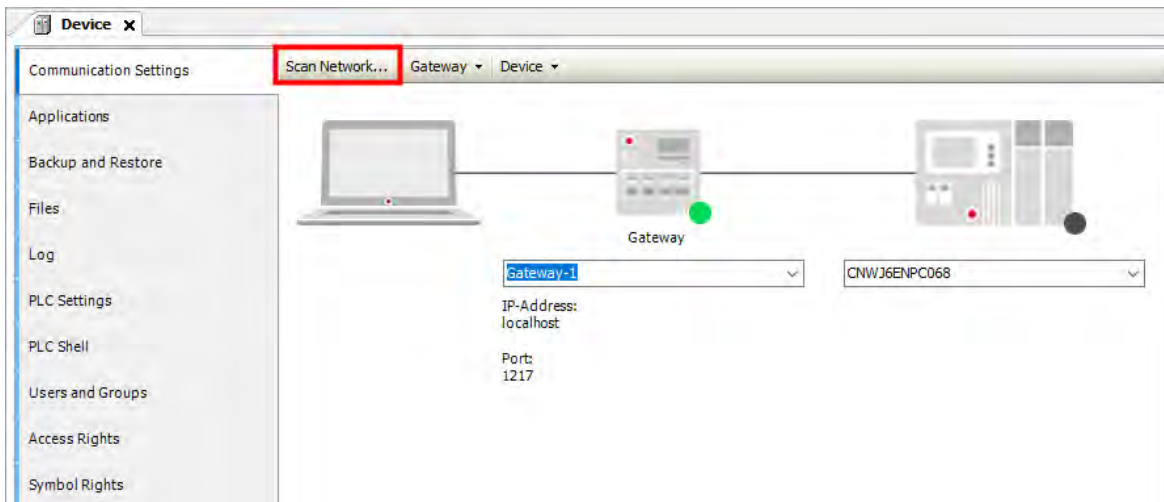 Device
Communication Settings
Applications
Backup and Restore
Files
Log
PLC Settings
PLC Shell
Users and Groups
Access Rights
Symbol Rights
Scan Network... Gateway Device
Gateway
Gateway-1
IP-Address:
localhost
Port:
1217
CNWJ6ENPC068